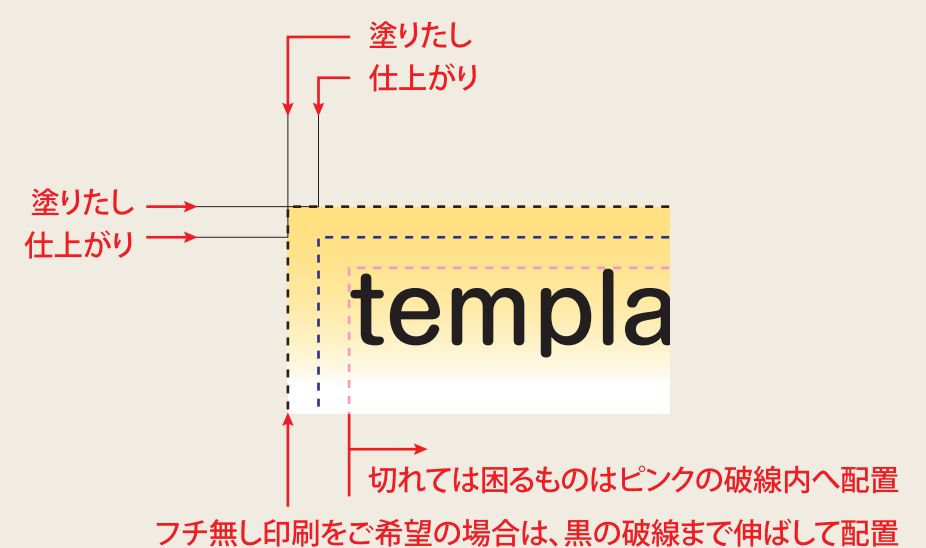 塗りたし
仕上がり
塗りたし
仕上がり
templa
切れては困るものはピンクの破線内へ配置
フチ無し印刷をご希望の場合は、黒の破線まで伸ばして配置